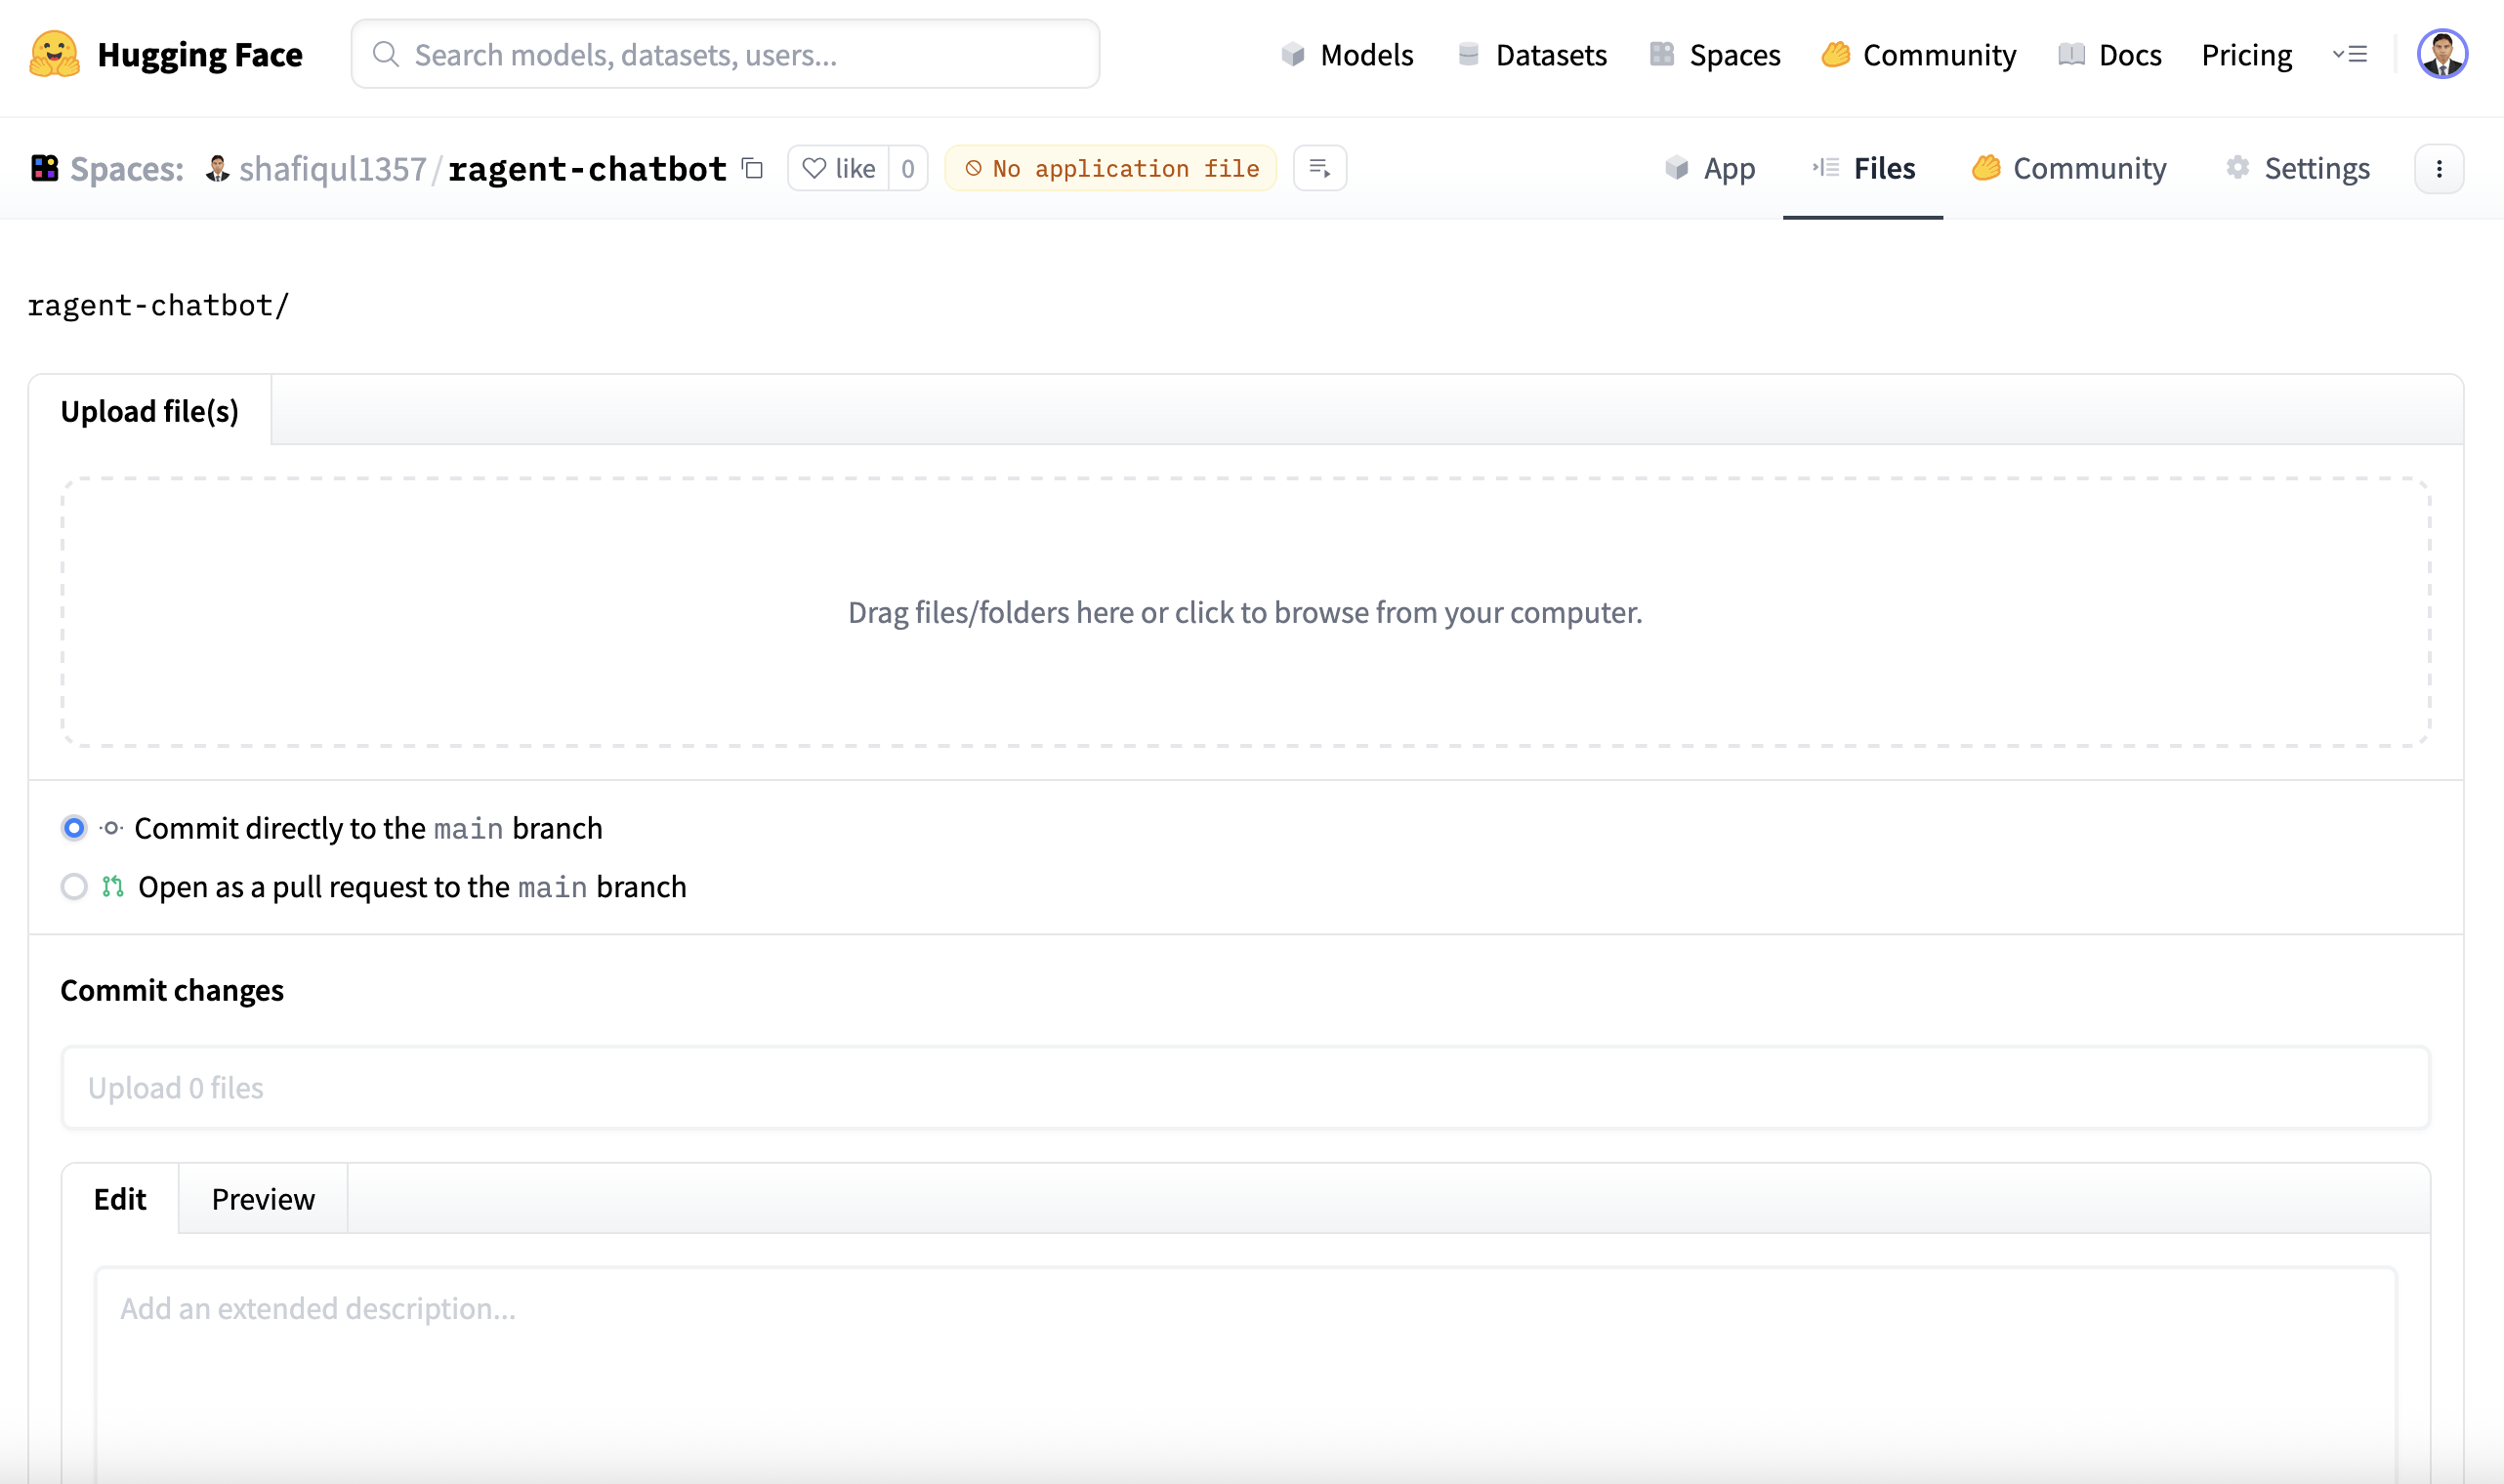 Hugging Face
Search models, datasets, users...
Models
Datasets
Spaces
Community
Docs
Pricing
Spaces:
shafiqul1357/ragent-chatbot
like
0
No application file
App
Files
Community
Settings
ragent-chatbot/
Upload file(s)
Drag files/folders here or click to browse from your computer.
Commit directly to the main branch
Open as a pull request to the main branch
Commit changes
Upload 0 files
Edit
Preview
Add an extended description...